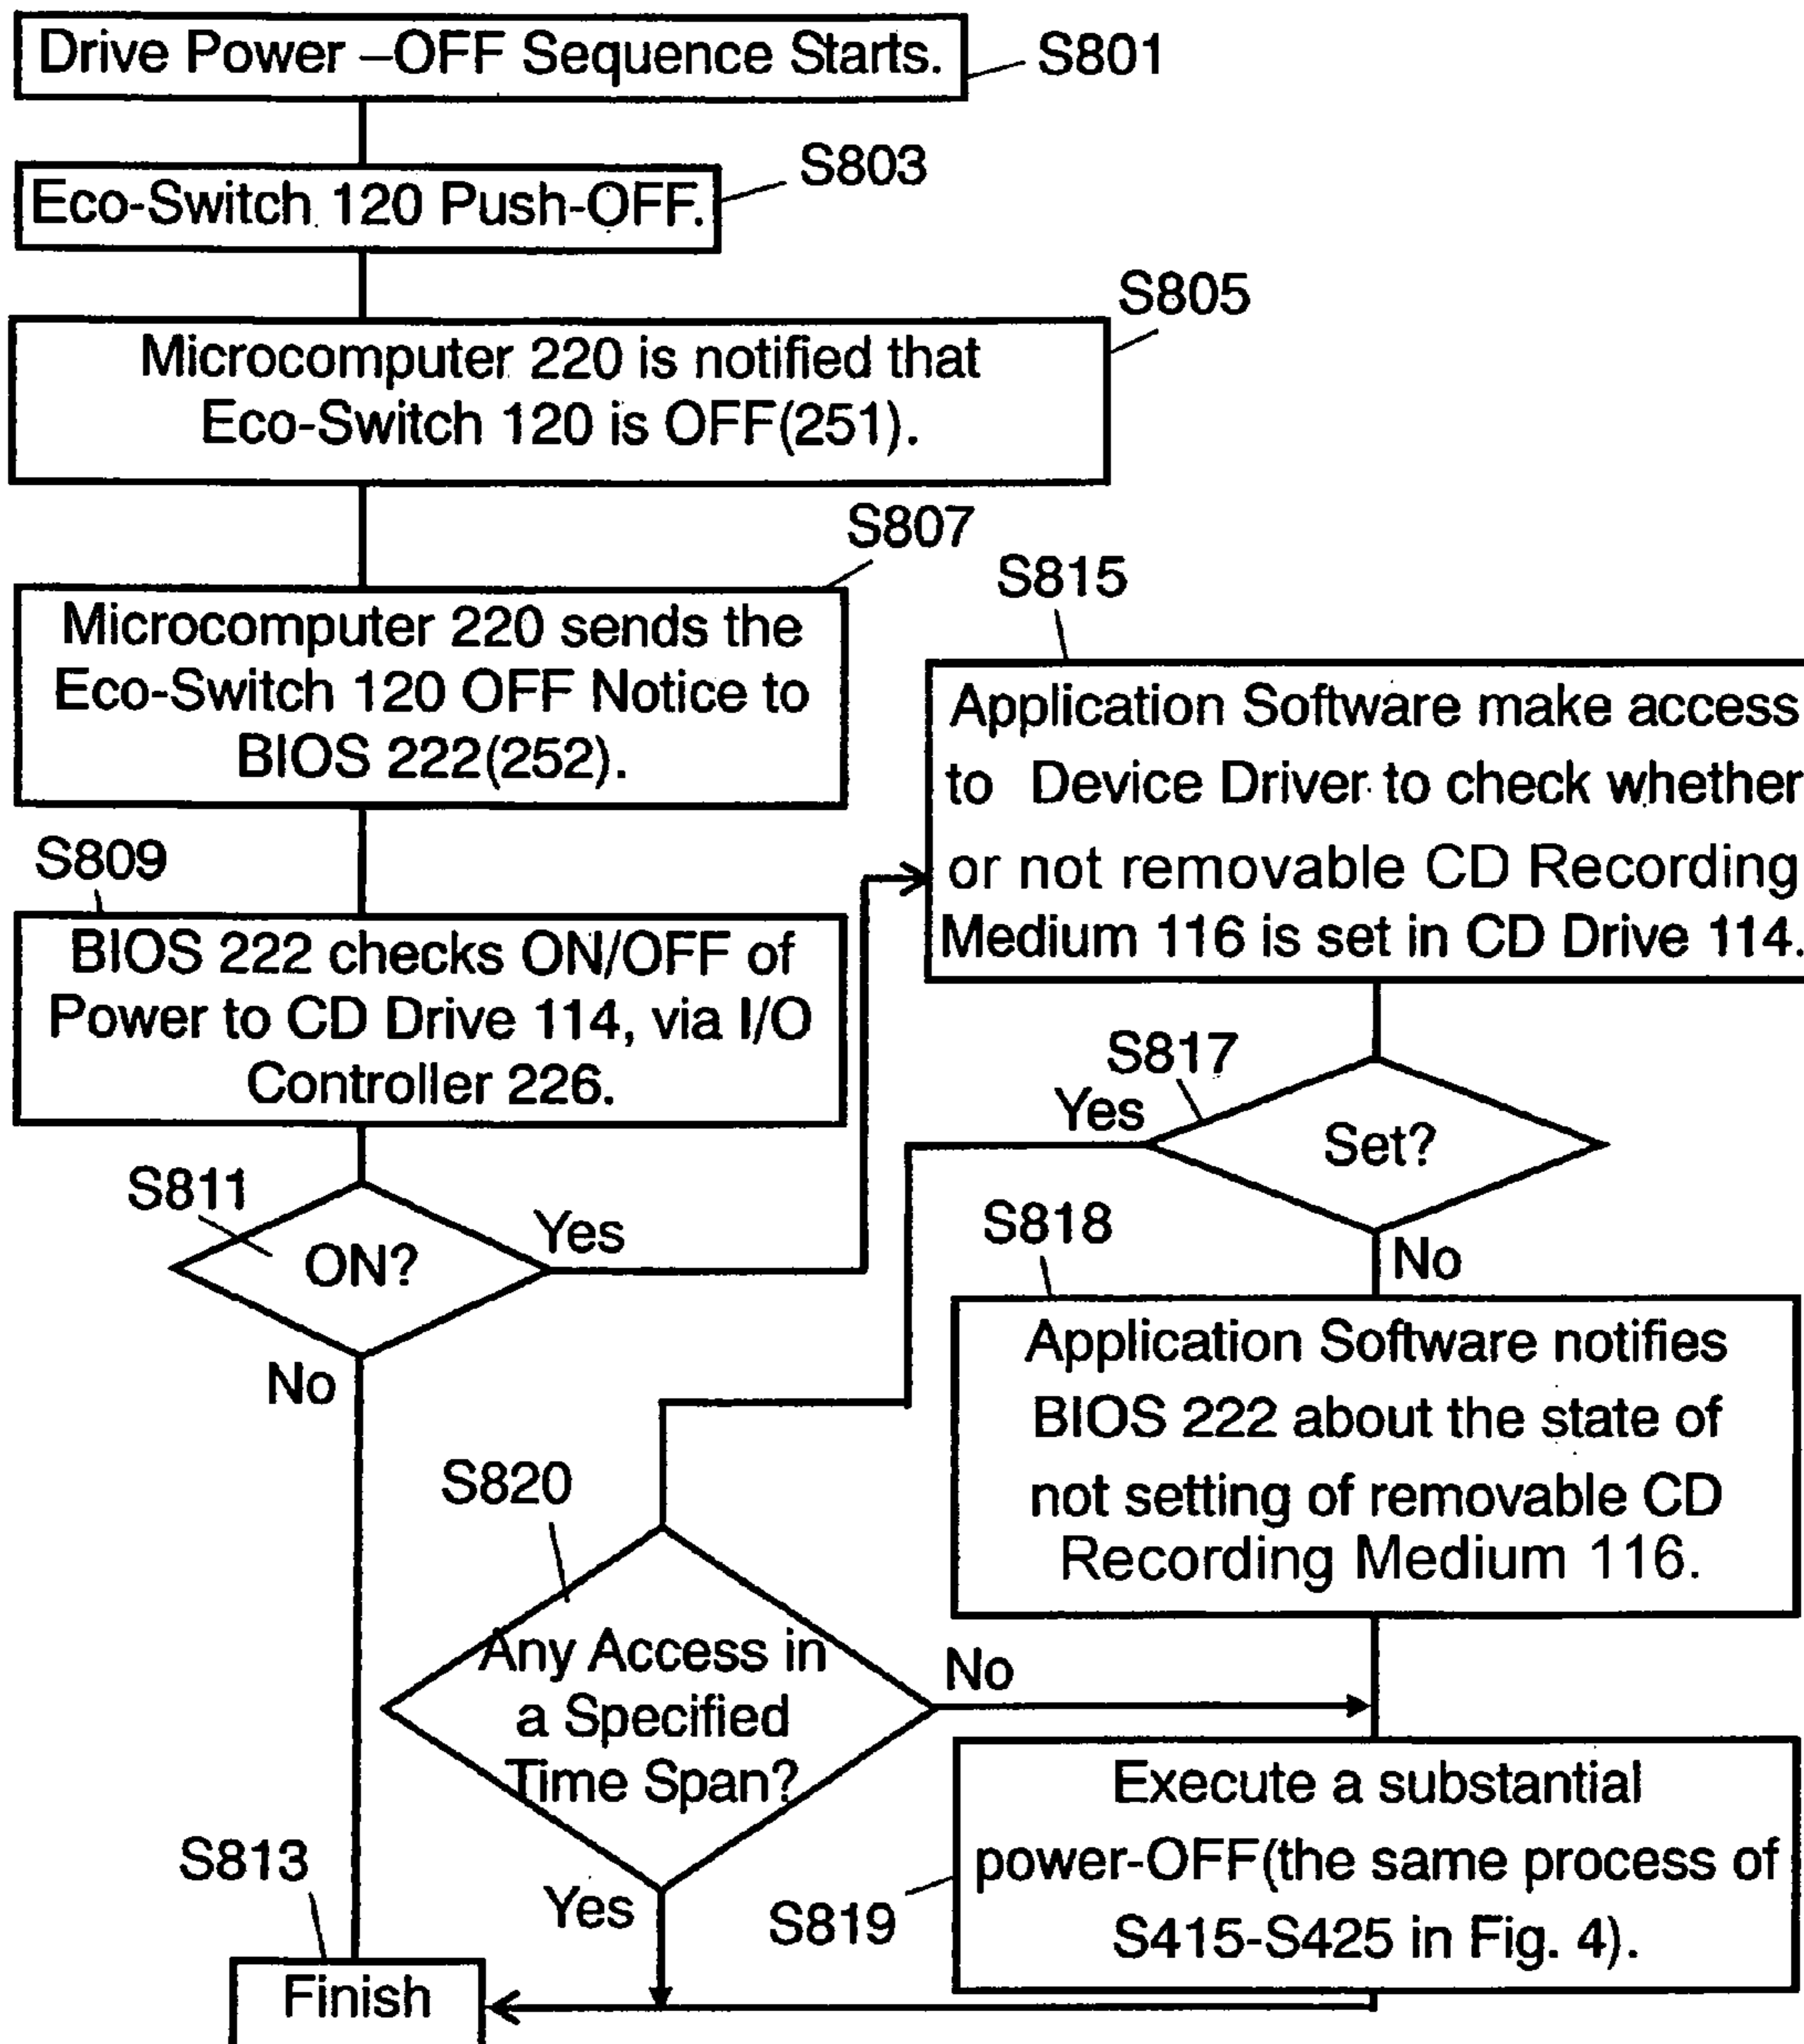 Drive Power –OFF Sequence Starts.
S801
Eco-Switch 120 Push-OFF.
S803
Microcomputer 220 is notified that
Eco-Switch 120 is OFF(251).
S805
Microcomputer 220 sends the
Eco-Switch 120 OFF Notice to
BIOS 222(252).
S807
BIOS 222 checks ON/OFF of
Power to CD Drive 114, via I/O
Controller 226.
S809
ON?
S811
Yes
No
Application Software make access
to Device Driver to check whether
or not removable CD Recording
Medium 116 is set in CD Drive 114.
S815
Set?
S817
Yes
No
Application Software notifies
BIOS 222 about the state of
not setting of removable CD
Recording Medium 116.
S818
Any Access in
a Specified
Time Span?
S820
No
Yes
Execute a substantial
power-OFF(the same process of
S415-S425 in Fig. 4).
S819
Finish
S813